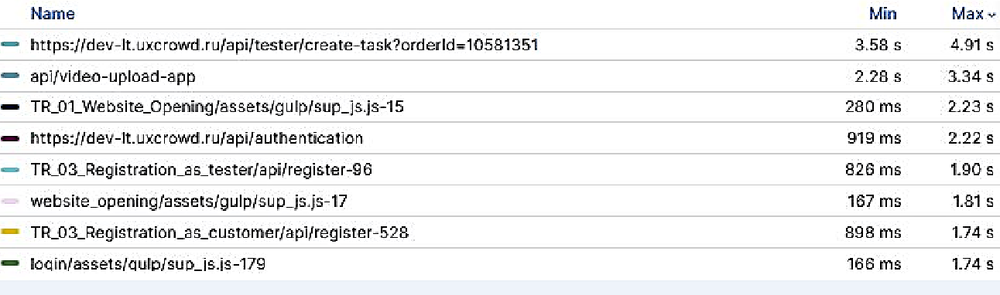 Name Min Max
https://dev-lt.uxcrowd.ru/api/tester/create-task?orderId=10581351 3.58 s 4.91 s
api/video-upload-app 2.28 s 3.34 s
TR_01_Website_Opening/assets/gulp/sup_js.js-15 280 ms 2.23 s
https://dev-lt.uxcrowd.ru/api/authentication 919 ms 2.22 s
TR_03_Registration_as_tester/api/register-96 826 ms 1.90 s
website_opening/assets/gulp/sup_js.js-17 167 ms 1.81 s
TR_03_Registration_as_customer/api/register-528 898 ms 1.74 s
login/assets/gulp/sup_js.js-179 166 ms 1.74 s